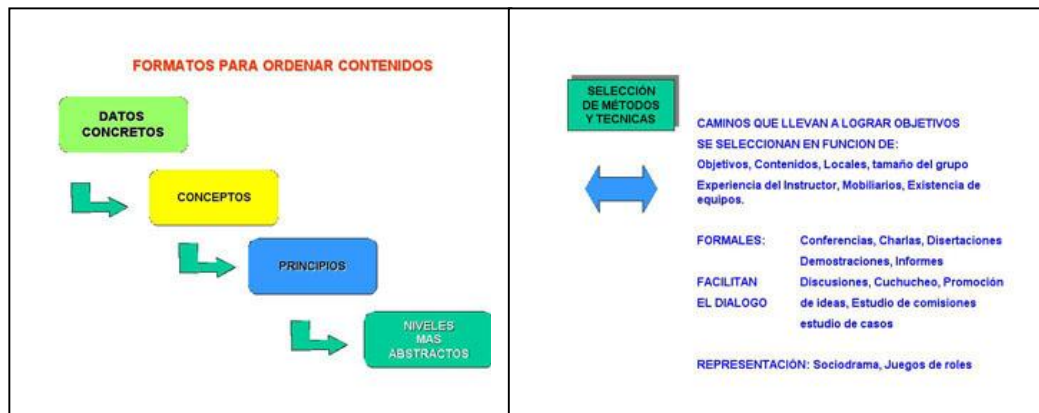 FORMATOS PARA ORDENAR CONTENIDOS
DATOS
CONCRETOS
CONCEPTOS
PRINCIPIOS
NIVELES
MAS
ABSTRACTOS
SELECCIÓN
DE MÉTODOS
Y TECNICAS
CAMINOS QUE LLEVAN A LOGRAR OBJETIVOS
SE SELECCIONAN EN FUNCION DE:
Objetivos, Contenidos, Locales, tamaño del grupo
Experiencia del Instructor, Mobiliarios, Existencia de
equipos.
FORMALES: Conferencias, Charlas, Disertaciones
Demostraciones, Informes
FACILITAN Discusiones, Cuchucheo, Promoción
EL DIALOGO de ideas, Estudio de comisiones
estudio de casos
REPRESENTACIÓN: Sociodrama, Juegos de roles